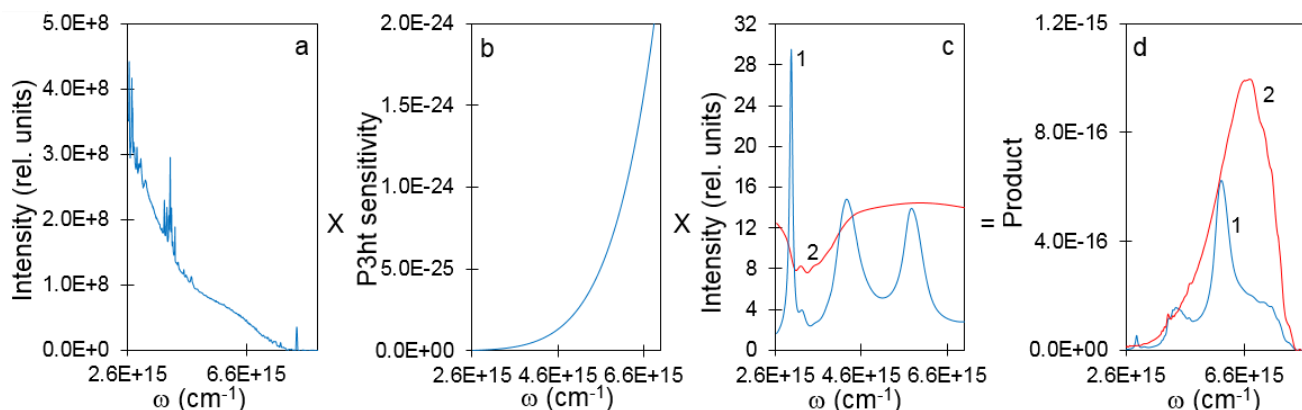 a
5.0E+8
4.0E+8
3.0E+8
2.0E+8
1.0E+8
0.0E+0
Intensity (rel. units)
2.6E+15 6.6E+15
ω (cm-1)
X
b
2.0E-24
1.5E-24
1.0E-24
5.0E-25
0.0E+00
P3ht sensitivity
2.6E+15 4.6E+15 6.6E+15
ω (cm-1)
X
c
32
28
24
20
16
12
8
4
0
Intensity (rel. units)
1
2
2.6E+15 4.6E+15 6.6E+15
ω (cm-1)
=
d
1.2E-15
8.0E-16
4.0E-16
0.0E+00
Product
2
1
2.6E+15 6.6E+15
ω (cm-1)